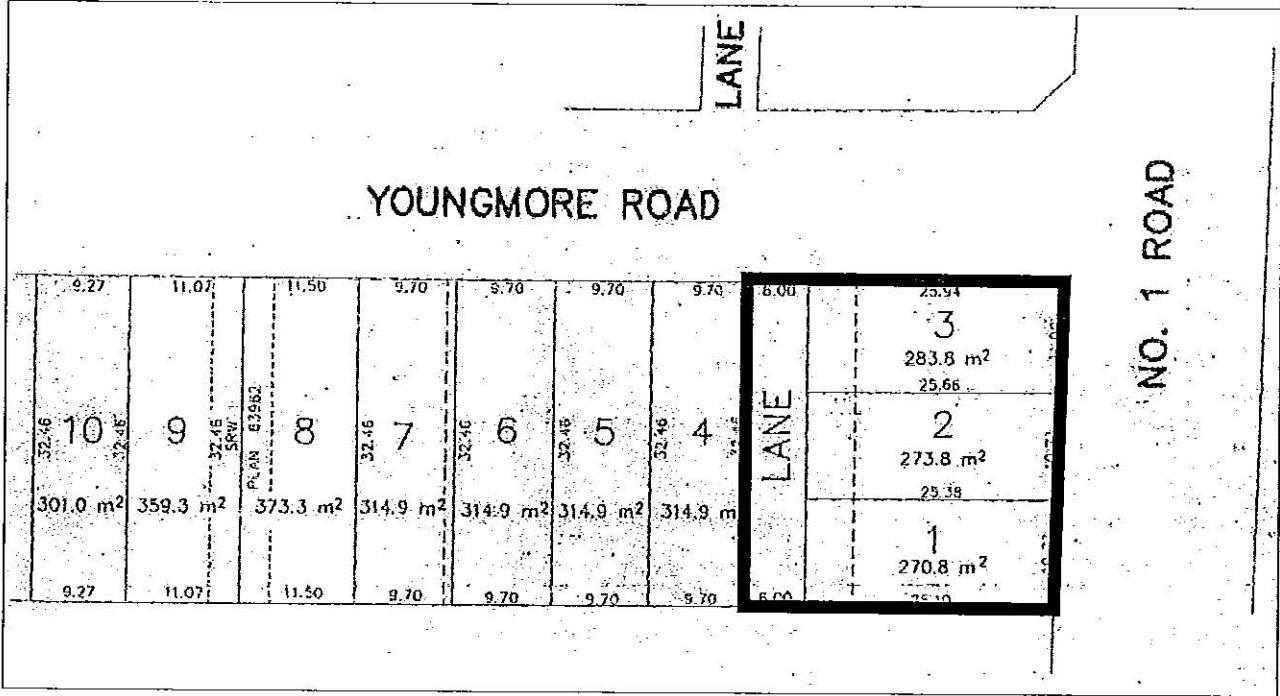 LANE
YOUNGMORE ROAD
NO. 1 ROAD
9.27 11.07 11.50 9.70 9.70 9.70 9.70 25.94
3
283.8 m²
25.66
32.46 10 32.46 9 32.46 SRW PLAN 83962 8 32.46 7 32.46 6 32.46 5 32.46 4
LANE
2
273.8 m²
25.38
301.0 m² 359.3 m² 373.3 m² 314.9 m² 314.9 m² 314.9 m² 314.9 m
1
270.8 m²
9.27 11.07 11.50 9.70 9.70 9.70 9.70 6.00